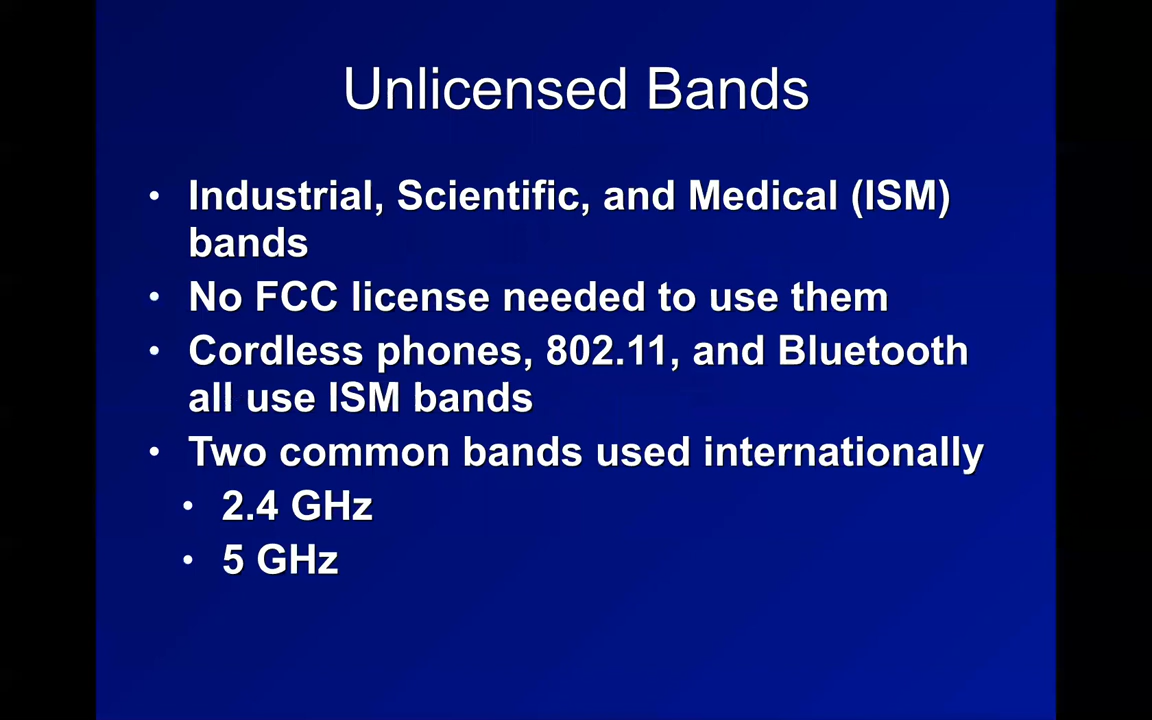 Unlicensed Bands
• Industrial, Scientific, and Medical (ISM)
bands
• No FCC license needed to use them
• Cordless phones, 802.11, and Bluetooth
all use ISM bands
• Two common bands used internationally
• 2.4 GHz
• 5 GHz